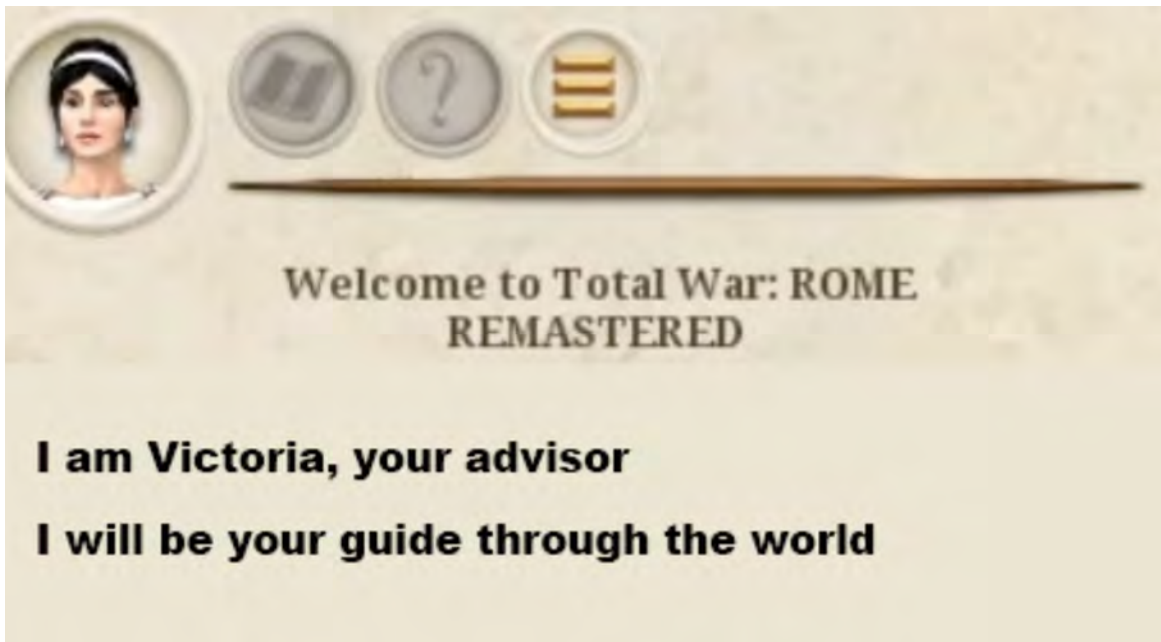 ?
Welcome to Total War: ROME
REMASTERED
I am Victoria, your advisor
I will be your guide through the world